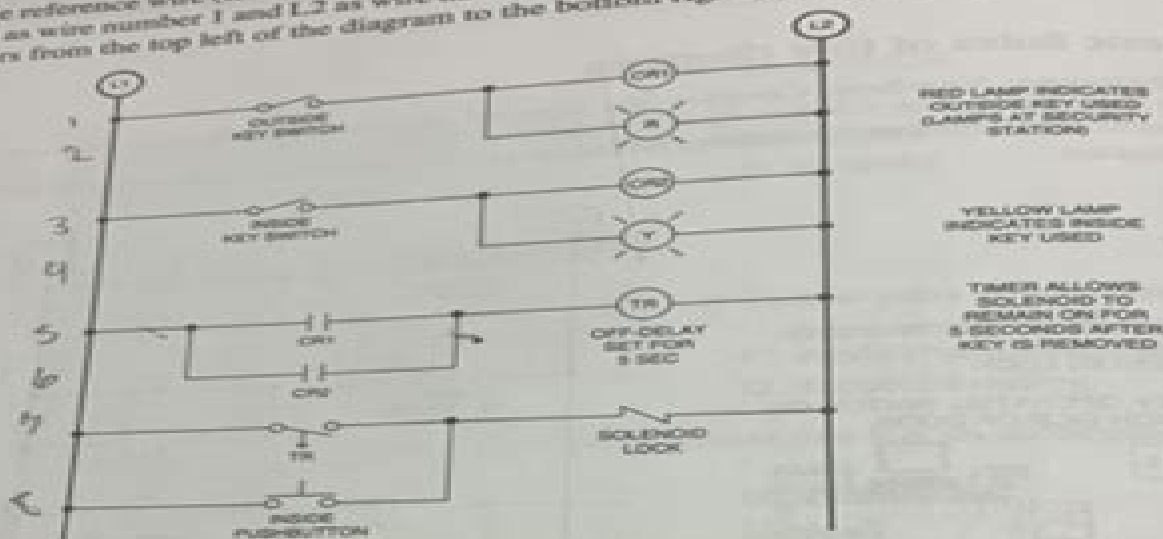 as wire number 1 and L2 as wire
from the top left of the diagram to the bottom
L1
L2
1
OUTSIDE
KEY SWITCH
CR1
R
RED LAMP INDICATES
OUTSIDE KEY USED
(LAMPS AT SECURITY
STATION)
2
3
INSIDE
KEY SWITCH
CR2
Y
YELLOW LAMP
INDICATES INSIDE
KEY USED
4
5
CR1
TR
OFF-DELAY
SET FOR
5 SEC
TIMER ALLOWS
SOLENOID TO
REMAIN ON FOR
5 SECONDS AFTER
KEY IS REMOVED
6
CR2
7
TR
SOLENOID
LOCK
INSIDE
PUSHBUTTON